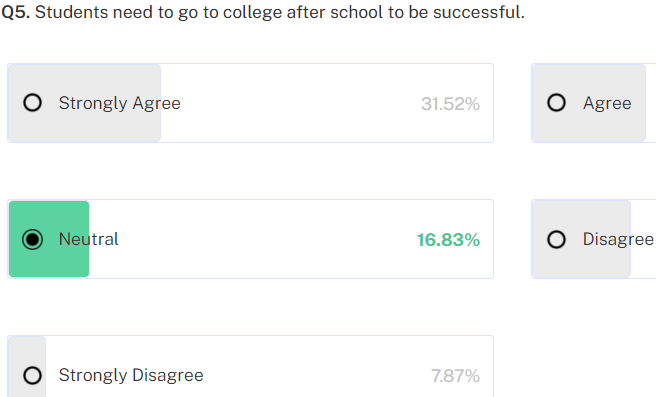 Q5. Students need to go to college after school to be successful.
Strongly Agree 31.52%
Agree
Neutral 16.83%
Disagree
Strongly Disagree 7.87%